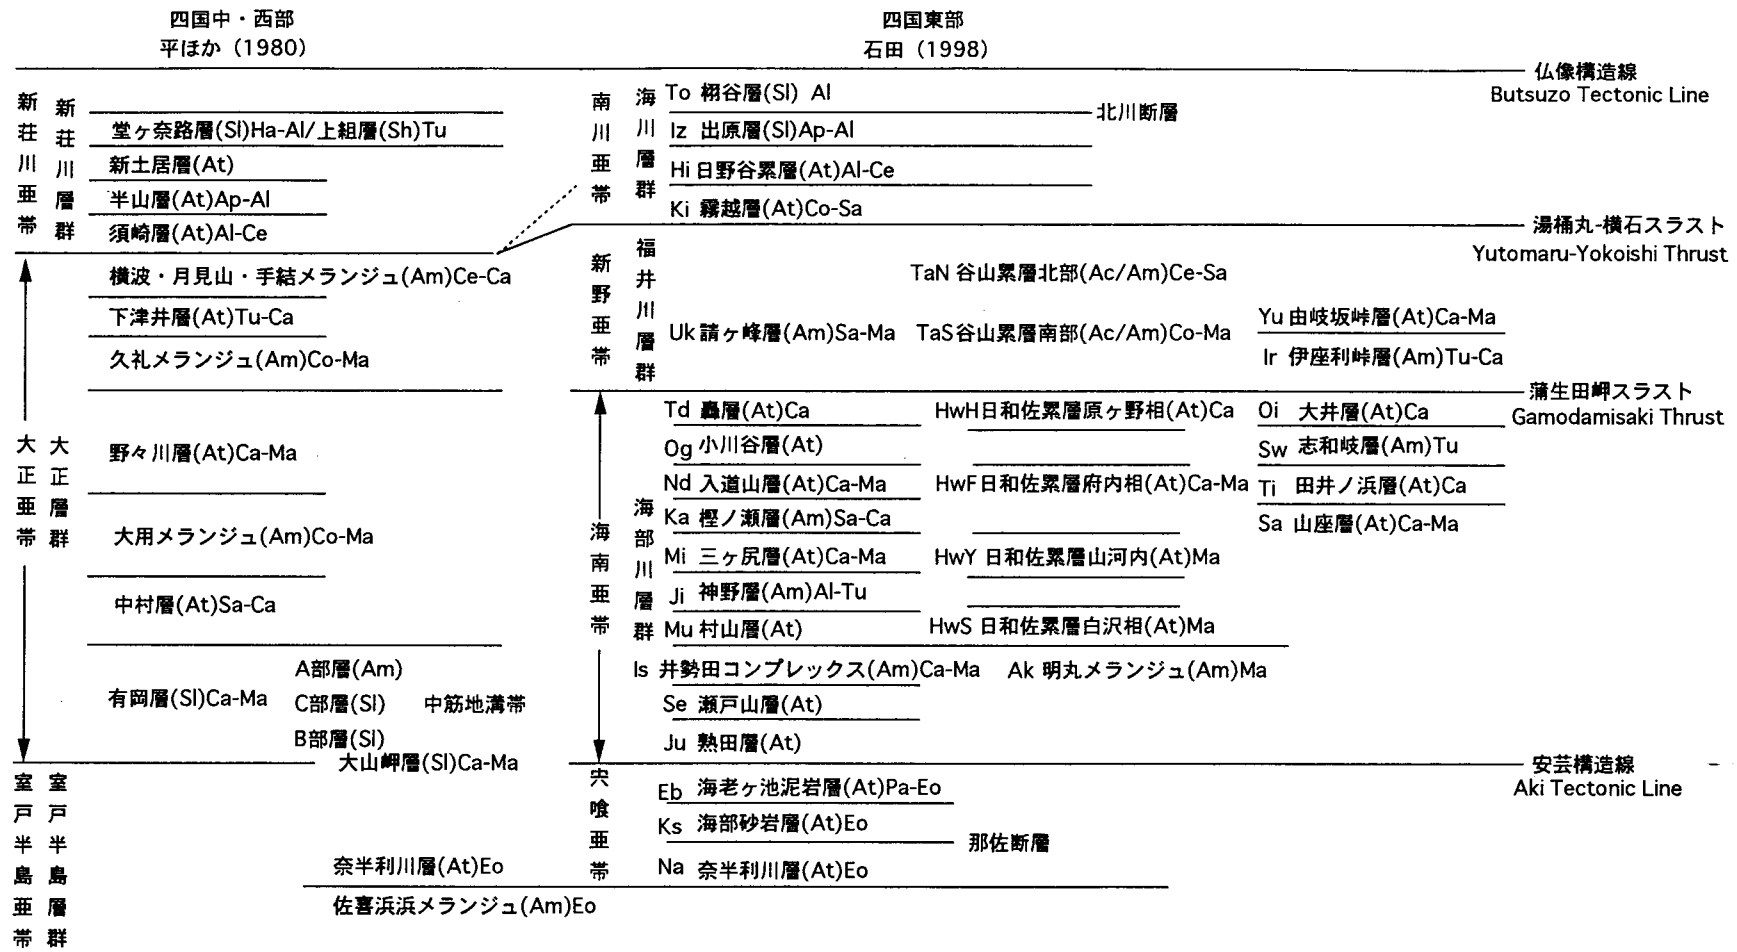 四国中・西部
平ほか（1980）
四国東部
石田（1998）
仏像構造線
Butsuzo Tectonic Line
新荘川亜帯
新荘川層群
堂ヶ奈路層(Sl)Ha-Al/上組層(Sh)Tu
新土居層(At)
半山層(At)Ap-Al
須崎層(At)Al-Ce
南川亜帯
海川層群
To 栩谷層(Sl) Al
北川断層
Iz 出原層(Sl)Ap-Al
Hi 日野谷累層(At)Al-Ce
Ki 霧越層(At)Co-Sa
湯桶丸-横石スラスト
Yutomaru-Yokoishi Thrust
大正亜帯
大正層群
横波・月見山・手結メランジュ(Am)Ce-Ca
下津井層(At)Tu-Ca
久礼メランジュ(Am)Co-Ma
野々川層(At)Ca-Ma
大用メランジュ(Am)Co-Ma
中村層(At)Sa-Ca
有岡層(Sl)Ca-Ma
A部層(Am)
C部層(Sl) 中筋地溝帯
B部層(Sl)
大山岬層(Sl)Ca-Ma
新野亜帯
福井川層群
TaN 谷山累層北部(Ac/Am)Ce-Sa
Uk 請ヶ峰層(Am)Sa-Ma
TaS谷山累層南部(Ac/Am)Co-Ma
Yu 由岐坂峠層(At)Ca-Ma
Ir 伊座利峠層(Am)Tu-Ca
蒲生田岬スラスト
Gamodamisaki Thrust
海南亜帯
海部川層群
Td 轟層(At)Ca
HwH日和佐累層原ヶ野相(At)Ca
Oi 大井層(At)Ca
Og 小川谷層(At)
Sw 志和岐層(Am)Tu
Nd 入道山層(At)Ca-Ma
HwF日和佐累層府内相(At)Ca-Ma
Ti 田井ノ浜層(At)Ca
Ka 樫ノ瀬層(Am)Sa-Ca
Sa 山座層(At)Ca-Ma
Mi 三ヶ尻層(At)Ca-Ma
HwY 日和佐累層山河内(At)Ma
Ji 神野層(Am)Al-Tu
Mu 村山層(At)
HwS 日和佐累層白沢相(At)Ma
Is 井勢田コンプレックス(Am)Ca-Ma
Ak 明丸メランジュ(Am)Ma
Se 瀬戸山層(At)
Ju 熟田層(At)
安芸構造線
Aki Tectonic Line
室戸半島亜帯
室戸半島層群
奈半利川層(At)Eo
佐喜浜浜メランジュ(Am)Eo
宍喰亜帯
Eb 海老ヶ池泥岩層(At)Pa-Eo
Ks 海部砂岩層(At)Eo
那佐断層
Na 奈半利川層(At)Eo